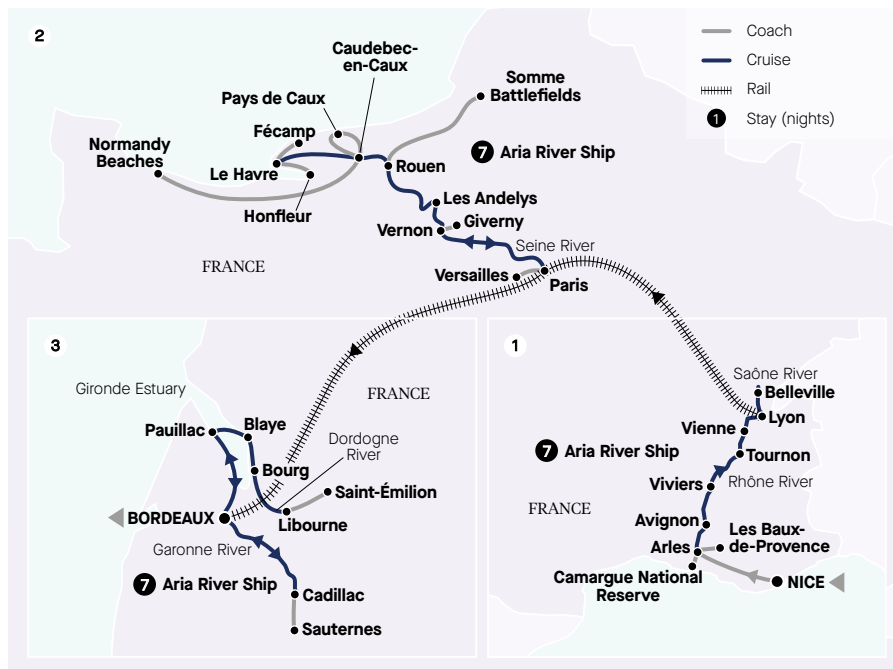 2
Caudebec-
en-Caux
Somme
Battlefields
Pays de Caux
Fécamp
Normandy
Beaches
Le Havre
Honfleur
Rouen
7 Aria River Ship
Les Andelys
Giverny
Vernon
Seine River
Versailles
Paris
FRANCE
Coach
Cruise
Rail
1 Stay (nights)
3
Gironde Estuary
FRANCE
Pauillac
Blaye
Dordogne
River
Bourg
Saint-Émilion
BORDEAUX
Libourne
Garonne River
7 Aria River Ship
Cadillac
Sauternes
1
Saône River
Belleville
Lyon
Vienne
7 Aria River Ship
Tournon
Viviers
Rhône River
FRANCE
Avignon
Les Baux-
de-Provence
Arles
Camargue National
Reserve
NICE